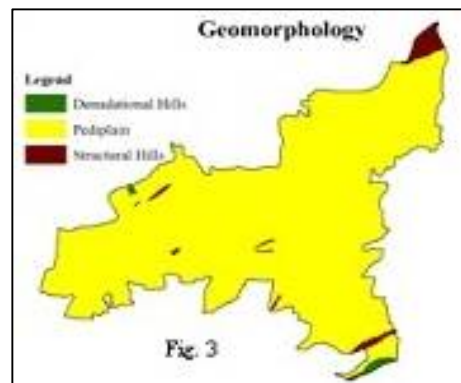 Geomorphology
Legend
Denudational Hills
Pediplain
Structural Hills
Fig. 3